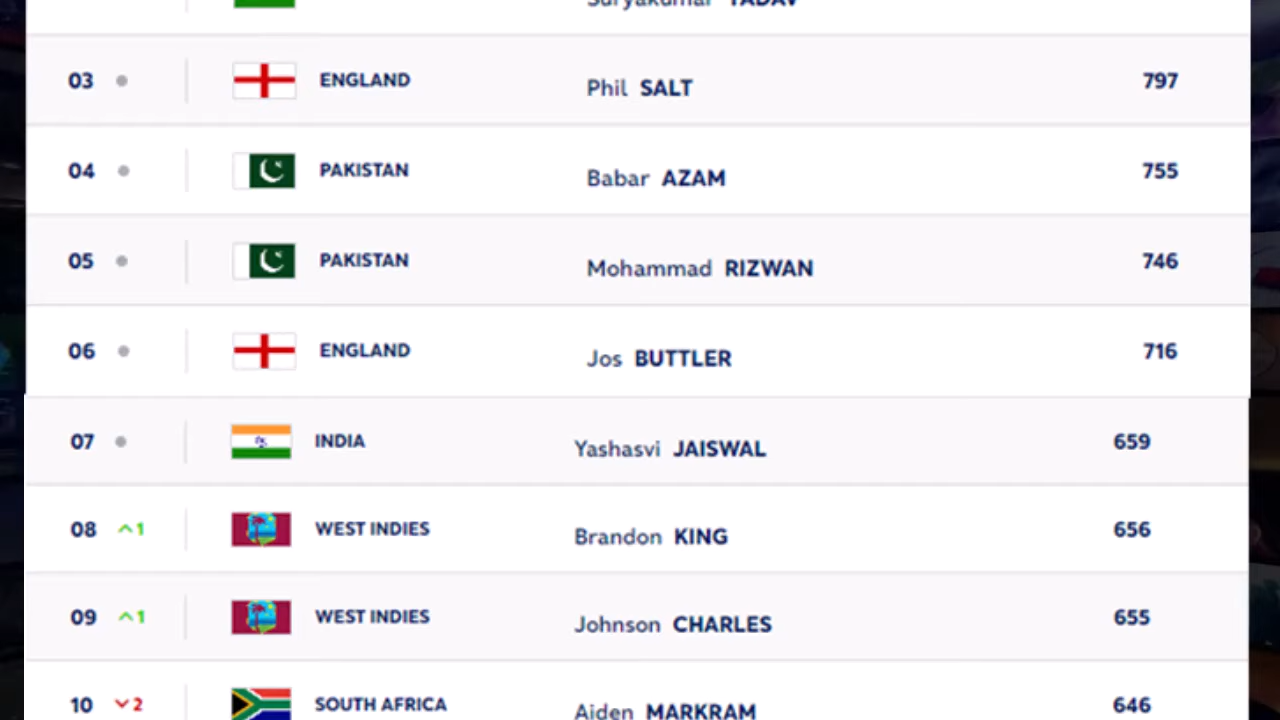 Suryakumar YADAV
03 ENGLAND Phil SALT 797
04 PAKISTAN Babar AZAM 755
05 PAKISTAN Mohammad RIZWAN 746
06 ENGLAND Jos BUTTLER 716
07 INDIA Yashasvi JAISWAL 659
08 1 WEST INDIES Brandon KING 656
09 1 WEST INDIES Johnson CHARLES 655
10 2 SOUTH AFRICA Aiden MARKRAM 646